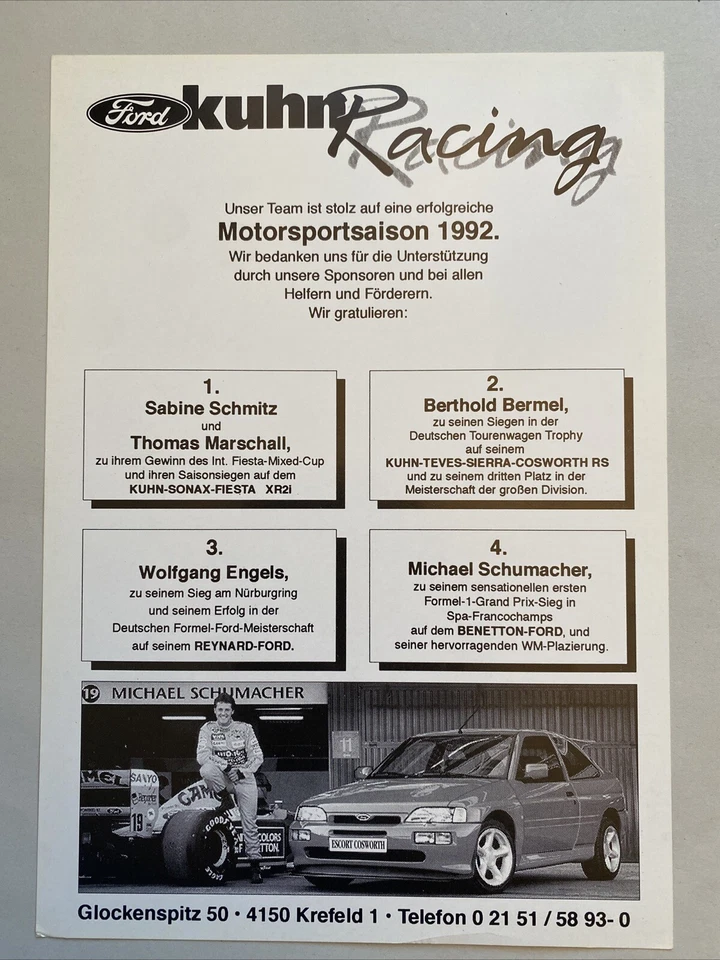 Ford kuhn Racing
Unser Team ist stolz auf eine erfolgreiche
Motorsportsaison 1992.
Wir bedanken uns für die Unterstützung
durch unsere Sponsoren und bei allen
Helfern und Förderern.
Wir gratulieren:
1.
Sabine Schmitz
und
Thomas Marschall,
zu ihrem Gewinn des Int. Fiesta-Mixed-Cup
und ihren Saisonsiegen auf dem
KUHN-SONAX-FIESTA XR2i
2.
Berthold Bermel,
zu seinen Siegen in der
Deutschen Tourenwagen Trophy
auf seinem
KUHN-TEVES-SIERRA-COSWORTH RS
und zu seinem dritten Platz in der
Meisterschaft der großen Division.
3.
Wolfgang Engels,
zu seinem Sieg am Nürburgring
und seinem Erfolg in der
Deutschen Formel-Ford-Meisterschaft
auf seinem REYNARD-FORD.
4.
Michael Schumacher,
zu seinem sensationellen ersten
Formel-1-Grand Prix-Sieg in
Spa-Francochamps
auf dem BENETTON-FORD, und
seiner hervorragenden WM-Plazierung.
19 MICHAEL SCHUMACHER
11
SANYO
19
GOODYEAR
EAGLE
ESCORT COSWORTH
Glockenspitz 50 • 4150 Krefeld 1 • Telefon 0 21 51 / 58 93- 0